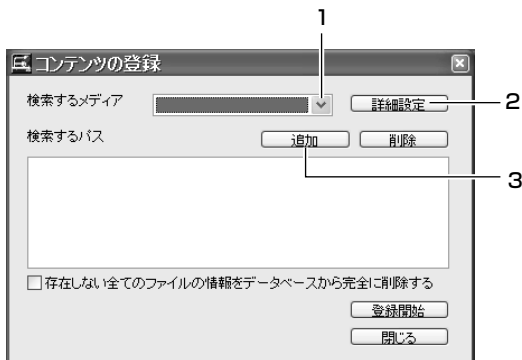 1
コンテンツの登録
検索するメディア
詳細設定
2
検索するパス
追加
削除
3
存在しない全てのファイルの情報をデータベースから完全に削除する
登録開始
閉じる